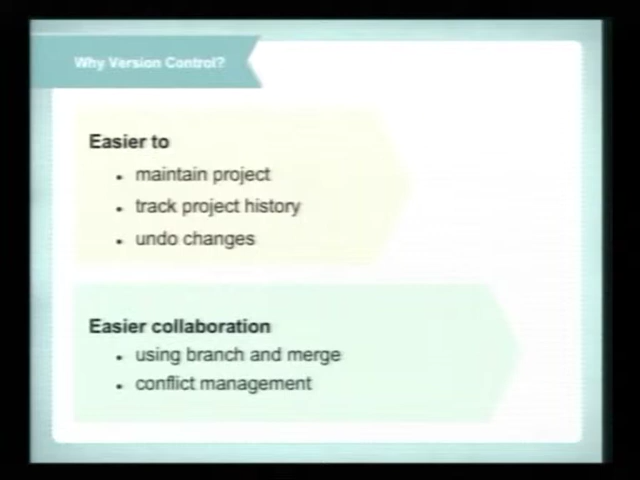 Why Version Control?
Easier to
• maintain project
• track project history
• undo changes
Easier collaboration
• using branch and merge
• conflict management